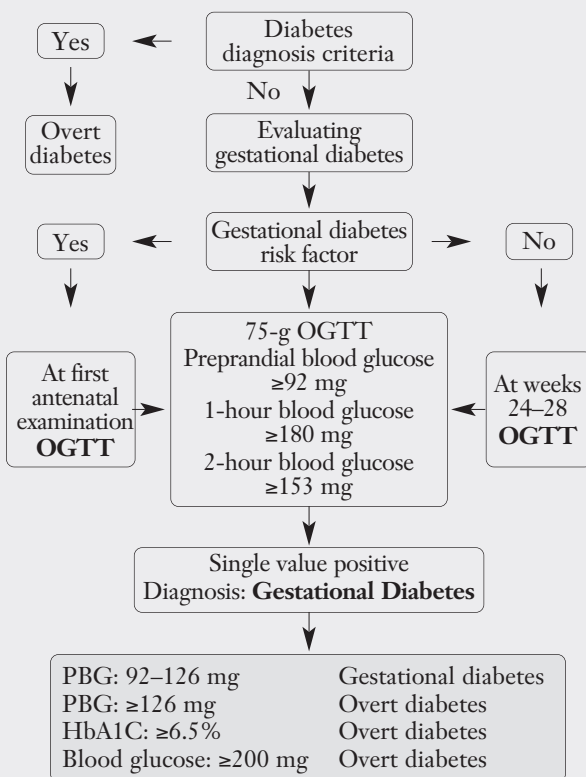 Yes
Diabetes
diagnosis criteria
No
Overt
diabetes
Evaluating
gestational diabetes
Yes
Gestational diabetes
risk factor
No
At first
antenatal
examination
OGTT
75-g OGTT
Preprandial blood glucose
≥92 mg
1-hour blood glucose
≥180 mg
2-hour blood glucose
≥153 mg
At weeks
24–28
OGTT
Single value positive
Diagnosis: Gestational Diabetes
PBG: 92–126 mg Gestational diabetes
PBG: ≥126 mg Overt diabetes
HbA1C: ≥6.5% Overt diabetes
Blood glucose: ≥200 mg Overt diabetes